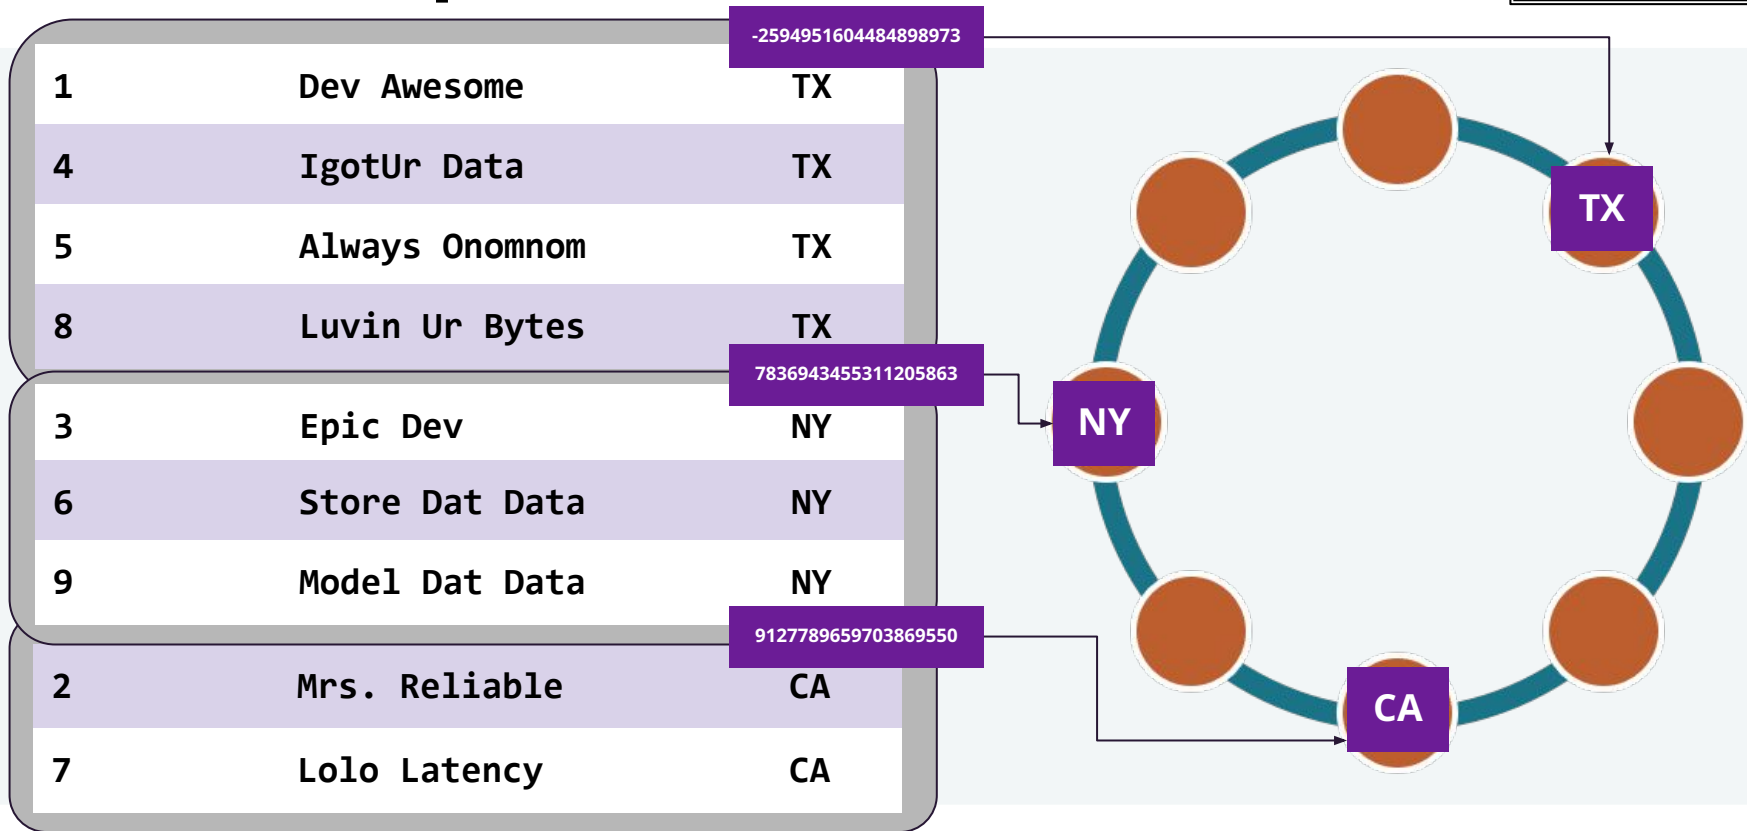 -2594951604484898973
1 Dev Awesome TX
4 IgotUr Data TX
5 Always Onomnom TX
8 Luvin Ur Bytes TX
7836943455311205863
3 Epic Dev NY
6 Store Dat Data NY
9 Model Dat Data NY
9127789659703869550
2 Mrs. Reliable CA
7 Lolo Latency CA
TX
NY
CA